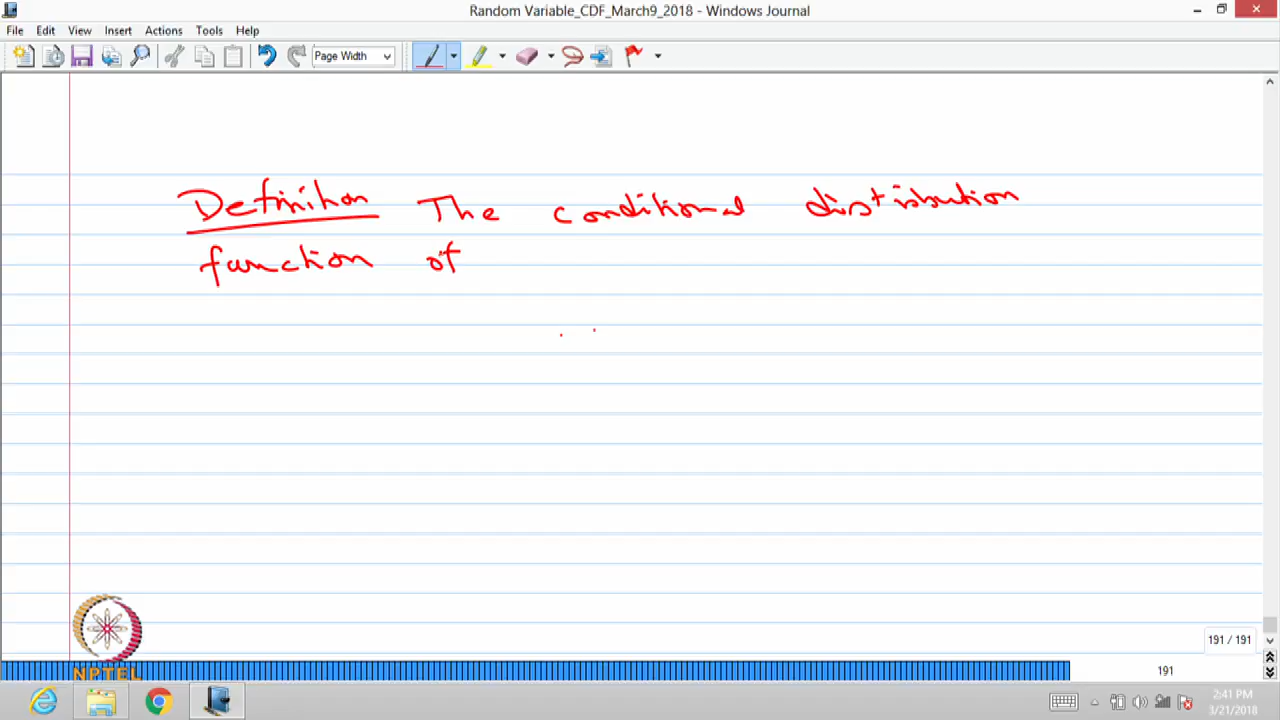 Random Variable_CDF_March9_2018 - Windows Journal
File Edit View Insert Actions Tools Help
Page Width
Definition The conditional distribution
function of
191 / 191
NPTEL
191
2:41 PM
3/21/2018